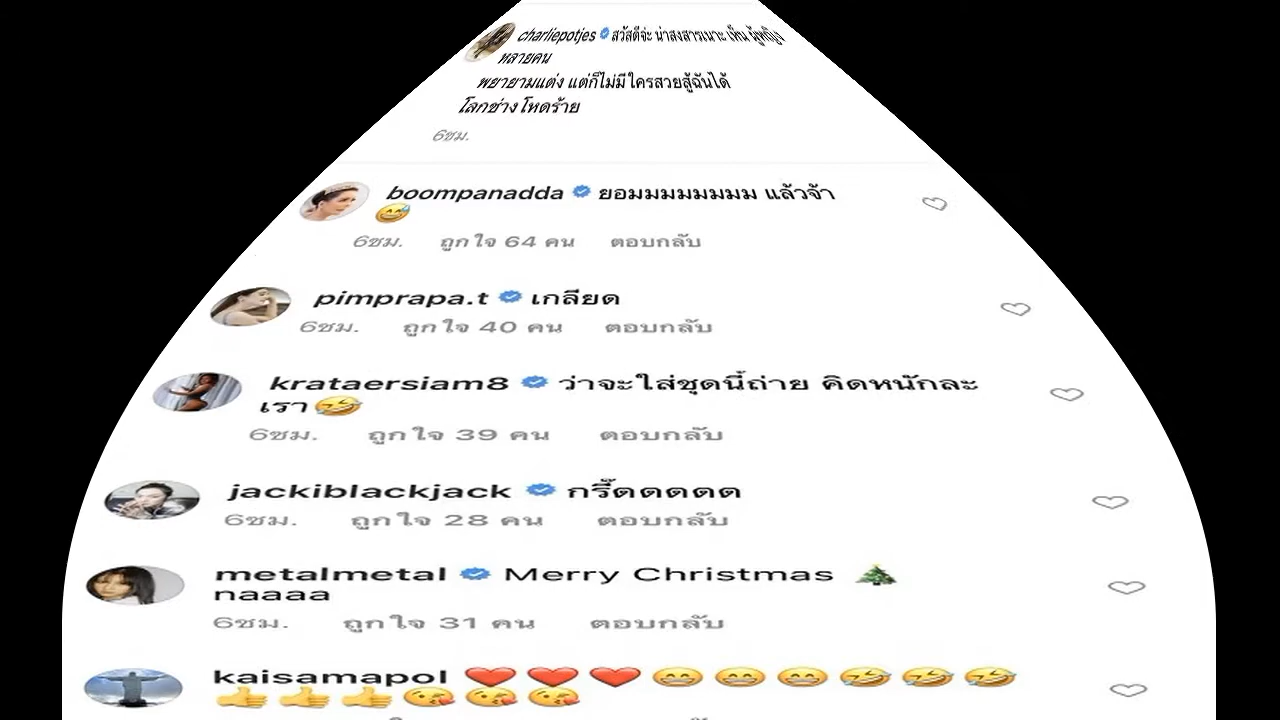 charliepotjes สวัสดีจ่ะ น่าสงสารเนาะ เห็น ผู้หญิง
หลายคน
พยายามแต่ง แต่ก็ไม่มีใครสวยสู้ฉันได้
โลกช่างโหดร้าย
6ชม.
boompanadda ยอมมมมมมมม แล้วจ้า
😅
6ชม. ถูกใจ 64 คน ตอบกลับ
pimprapa.t เกลียด
6ชม. ถูกใจ 40 คน ตอบกลับ
krataersiam8 ว่าจะใส่ชุดนี้ถ่าย คิดหนักละ
เรา 🤣
6ชม. ถูกใจ 39 คน ตอบกลับ
jackiblackjack กรี๊ดดดดด
6ชม. ถูกใจ 28 คน ตอบกลับ
metalmetal Merry Christmas 🎄
naaaa
6ชม. ถูกใจ 31 คน ตอบกลับ
kaisamapol ❤️❤️❤️😁😁😁🤣🤣🤣
👍👍👍😘😘😘